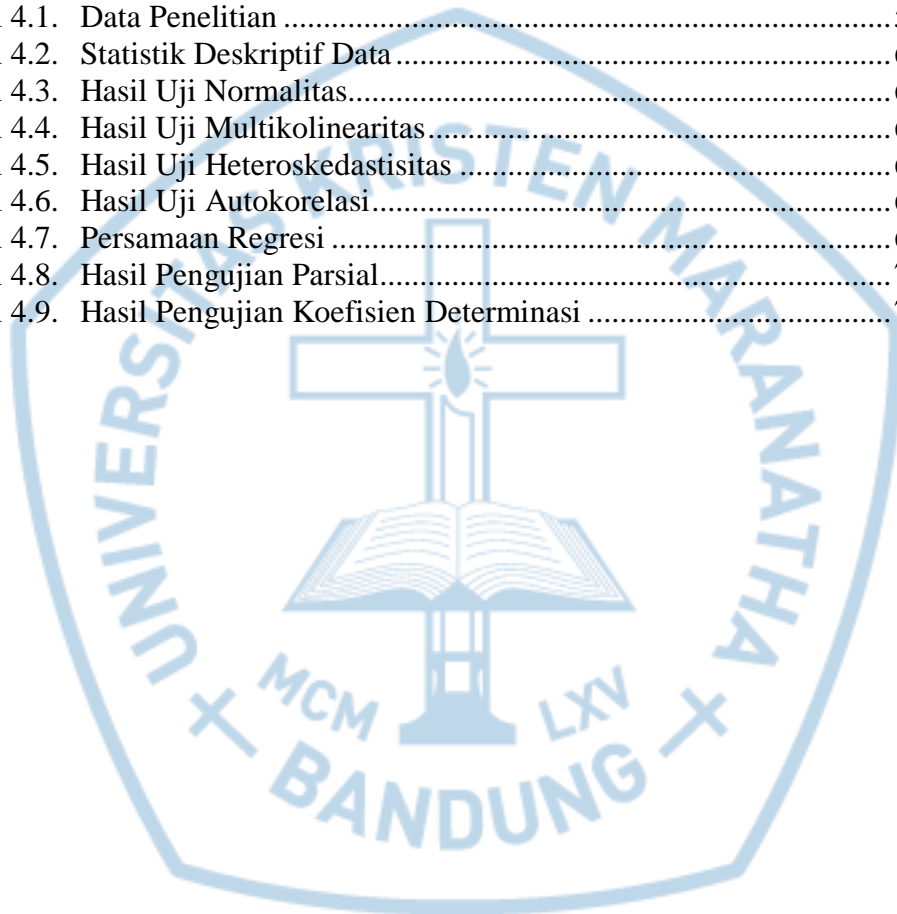 4.1. Data Penelitian
4.2. Statistik Deskriptif Data
4.3. Hasil Uji Normalitas
4.4. Hasil Uji Multikolinearitas
4.5. Hasil Uji Heteroskedastisitas
4.6. Hasil Uji Autokorelasi
4.7. Persamaan Regresi
4.8. Hasil Pengujian Parsial
4.9. Hasil Pengujian Koefisien Determinasi
UNIVERSITAS KRISTEN MARANATHA
MCM LXV
BANDUNG